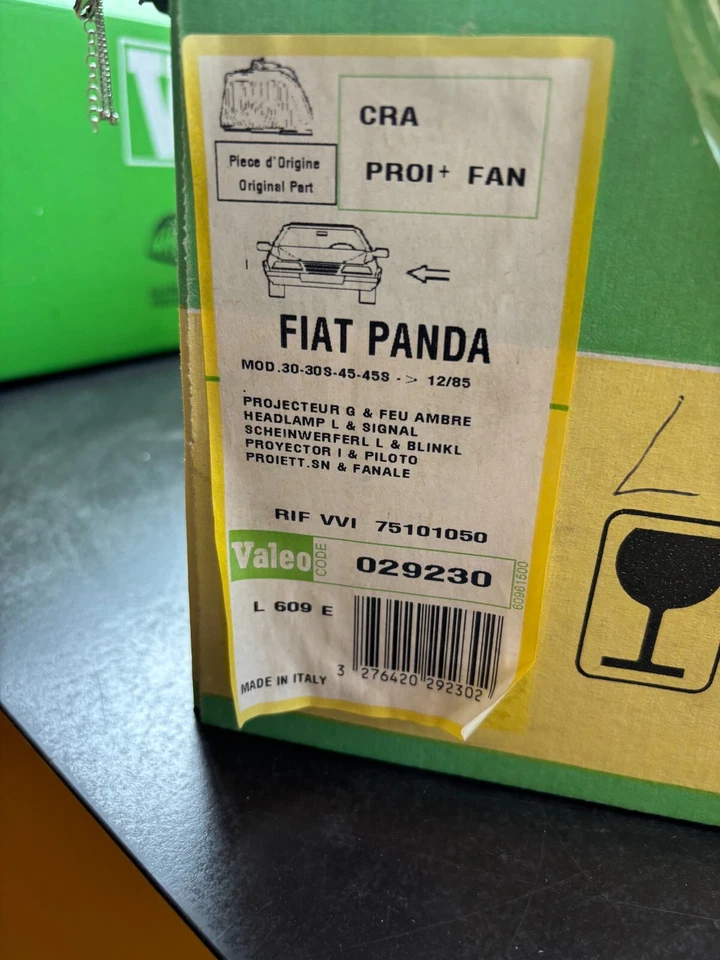 V
CRA
PROI+ FAN
Piece d'Origine
Original Part
FIAT PANDA
MOD.30-30S-45-45S -> 12/85
PROJECTEUR G & FEU AMBRE
HEADLAMP L & SIGNAL
SCHEINWERFERL L & BLINKL
PROYECTOR I & PILOTO
PROIETT.SN & FANALE
RIF VVI 75101050
Valeo CODE 029230
60961500
L 609 E
3 276420 292302
MADE IN ITALY
L